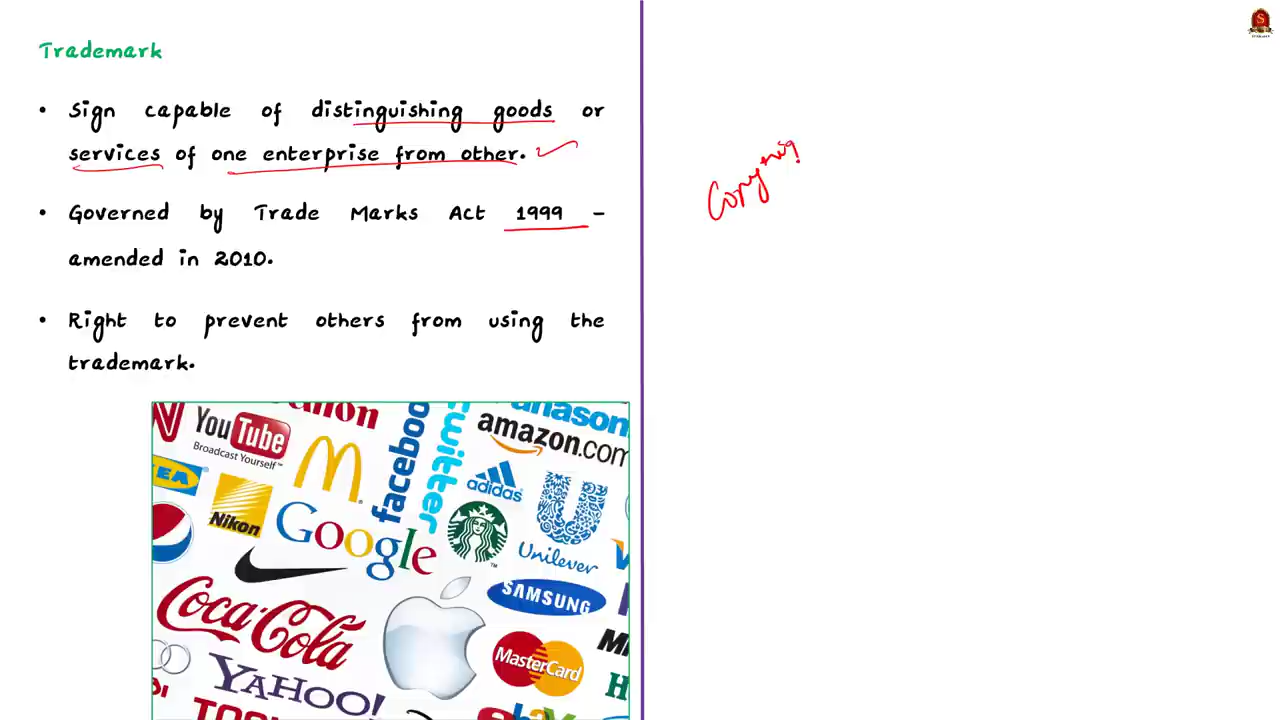 Trademark
• Sign capable of distinguishing goods or
services of one enterprise from other.
• Governed by Trade Marks Act 1999 –
amended in 2010.
• Right to prevent others from using the
trademark.
Copyrig
YouTube
Broadcast Yourself™
amazon.com
facebook
twitter
adidas
Nikon
Google
Unilever
SAMSUNG
Coca-Cola
MasterCard
YAHOO!